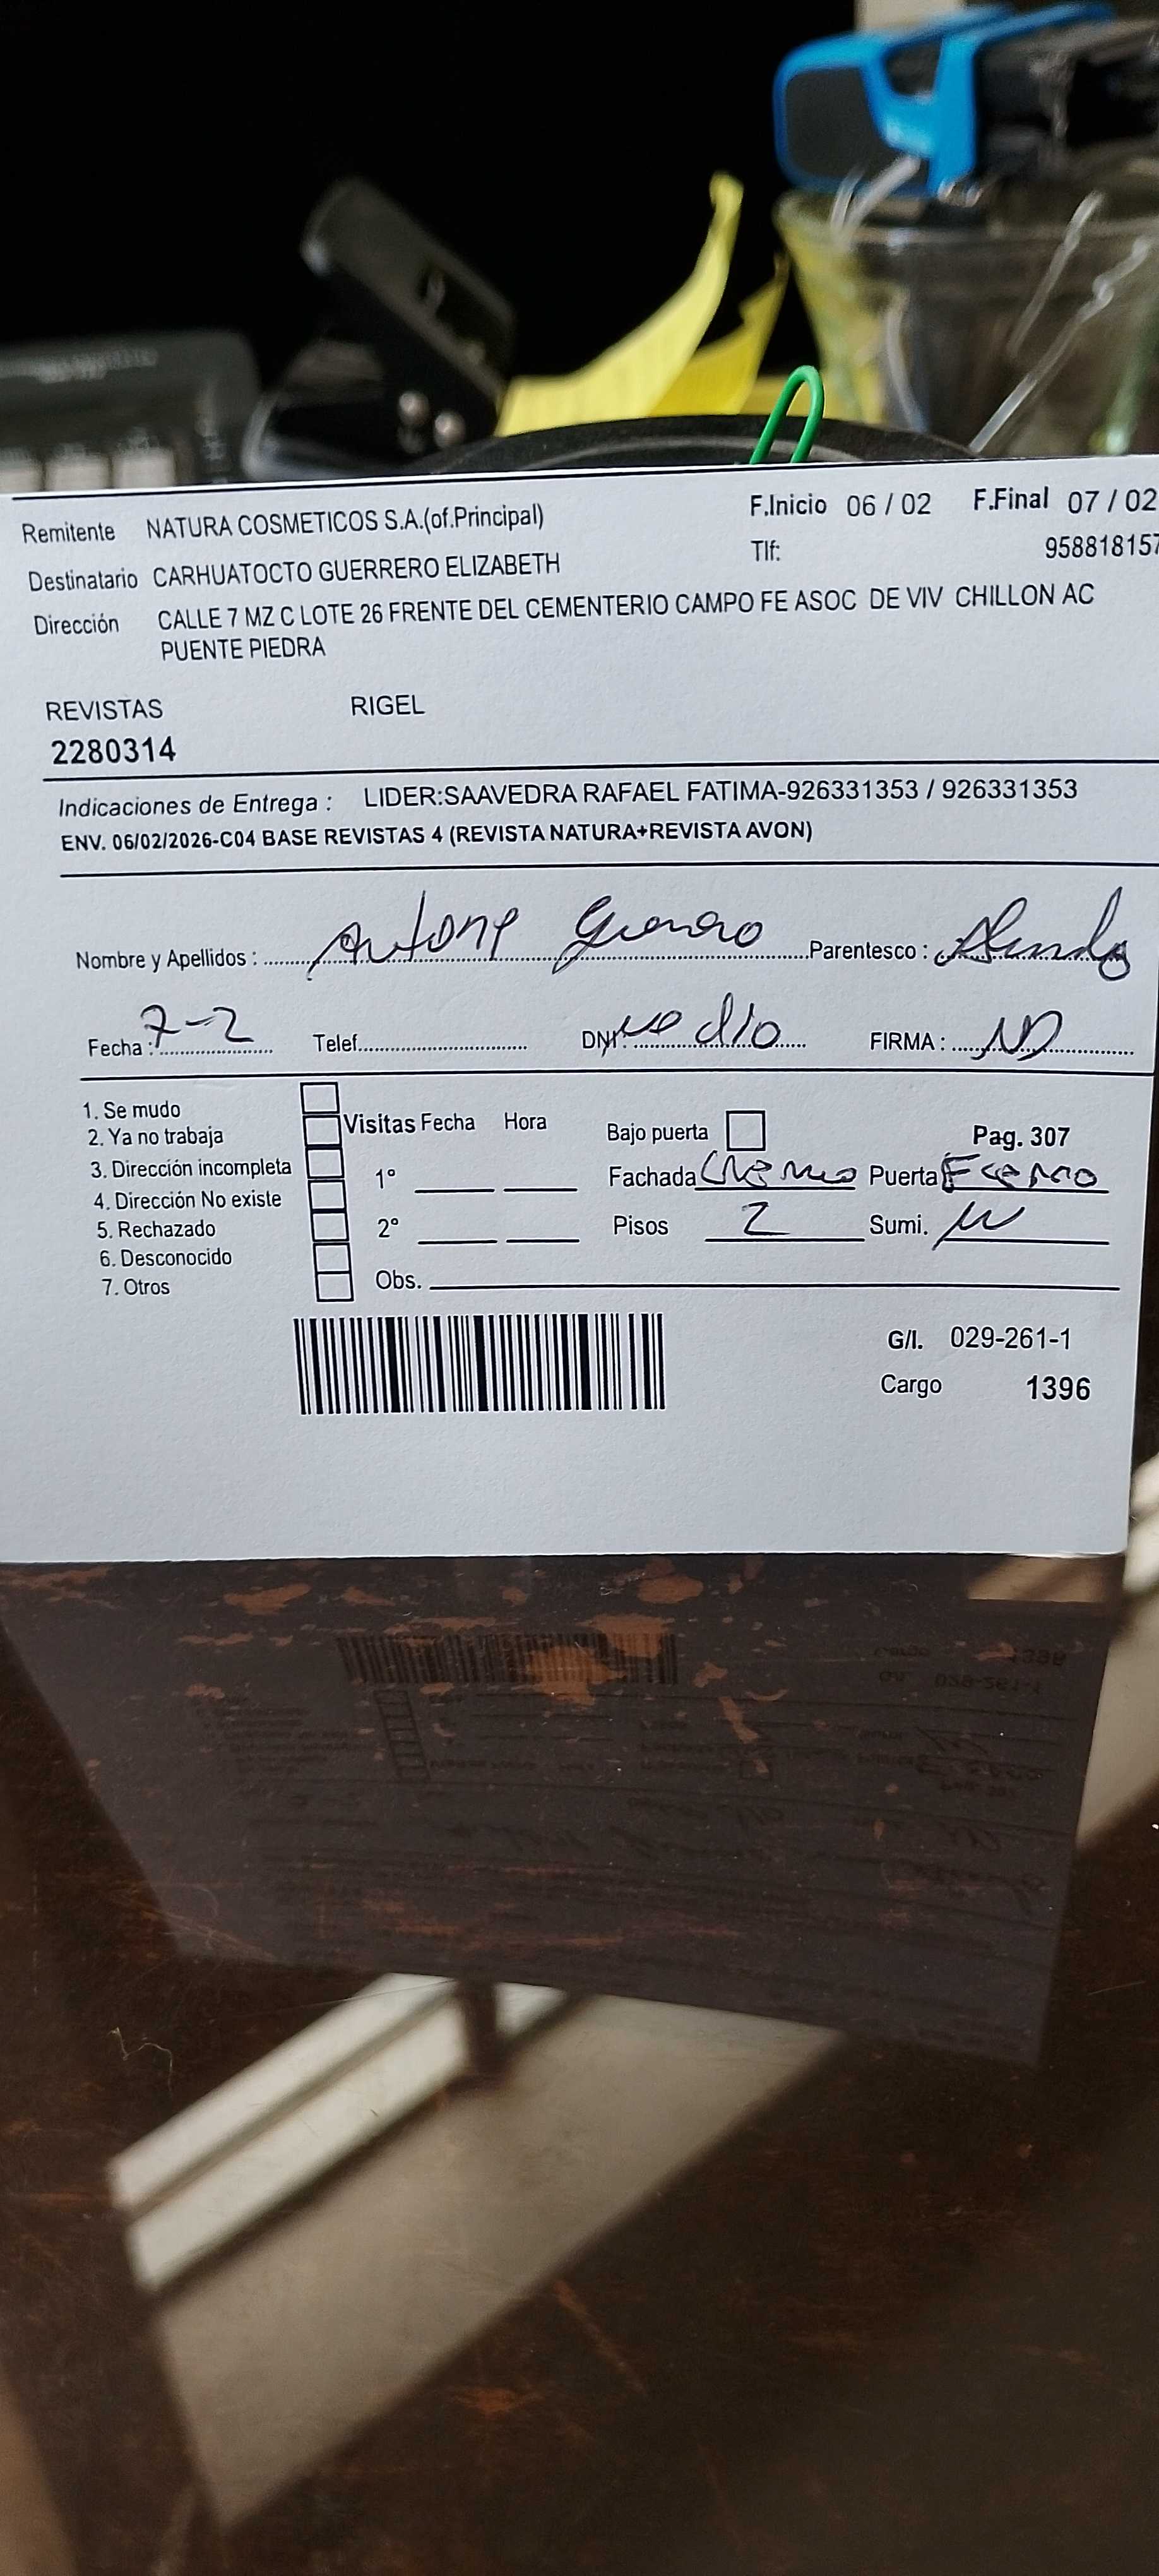 Remitente NATURA COSMETICOS S.A.(of.Principal) F.Inicio 06 / 02 F.Final 07 / 02
Destinatario CARHUATOCTO GUERRERO ELIZABETH Tlf: 958818157
Dirección CALLE 7 MZ C LOTE 26 FRENTE DEL CEMENTERIO CAMPO FE ASOC DE VIV CHILLON AC
PUENTE PIEDRA
REVISTAS RIGEL
2280314
Indicaciones de Entrega : LIDER:SAAVEDRA RAFAEL FATIMA-926331353 / 926331353
ENV. 06/02/2026-C04 BASE REVISTAS 4 (REVISTA NATURA+REVISTA AVON)
Nombre y Apellidos : Parentesco :
Fecha : 7-2 Telef. DNI: no dio FIRMA :
1. Se mudo
2. Ya no trabaja
3. Dirección incompleta
4. Dirección No existe
5. Rechazado
6. Desconocido
7. Otros
Visitas Fecha Hora
1°
2°
Bajo puerta Pag. 307
Fachada Puerta
Pisos 2 Sumi.
Obs.
G/I. 029-261-1
Cargo 1396